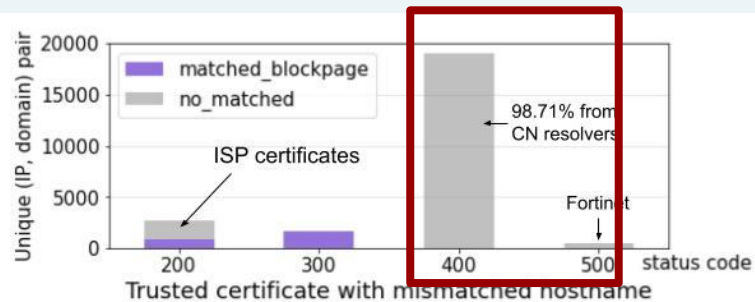 20000
15000
10000
5000
0
Unique (IP, domain) pair
matched_blockpage
no_matched
ISP certificates
98.71% from
CN resolvers
Fortinet
200
300
400
500
status code
Trusted certificate with mismatched hostname